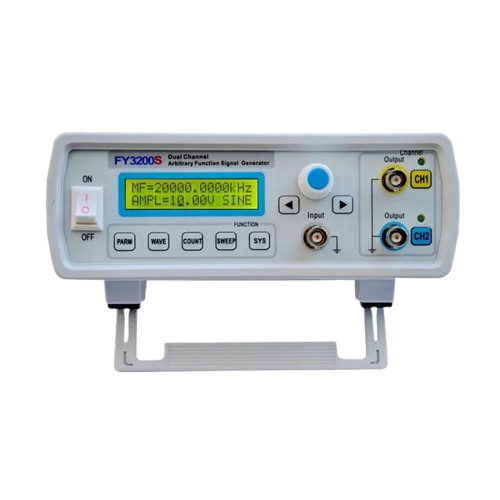 FY3200S
Dual Channel
Arbitrary Function Signal Generator
Channel
Output
CH1
ON
OFF
MF=20000.0000kHz
AMPL=10.00V SINE
FUNCTION
PARM WAVE COUNT SWEEP SYS
Input
Output
CH2